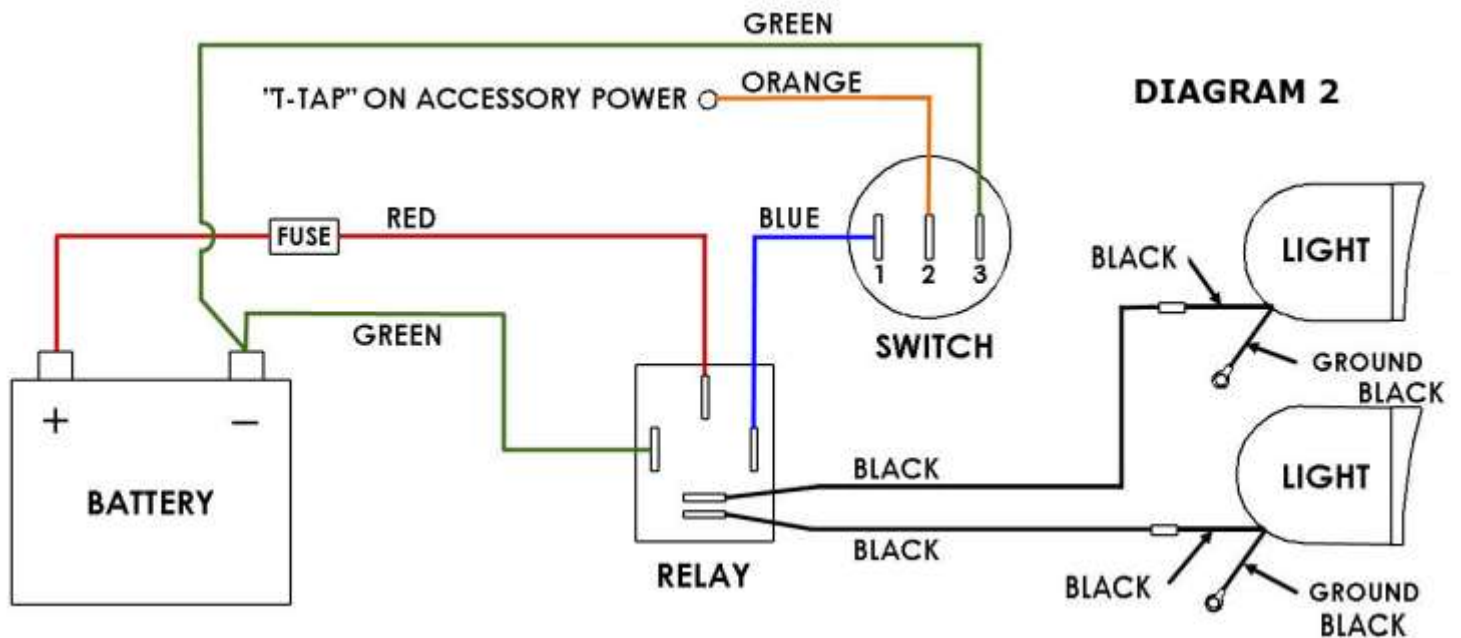 GREEN
"T-TAP" ON ACCESSORY POWER
ORANGE
DIAGRAM 2
FUSE
RED
BLUE
1 2 3
SWITCH
BLACK
LIGHT
GROUND
BLACK
GREEN
+ −
BATTERY
RELAY
BLACK
BLACK
LIGHT
BLACK
GROUND
BLACK